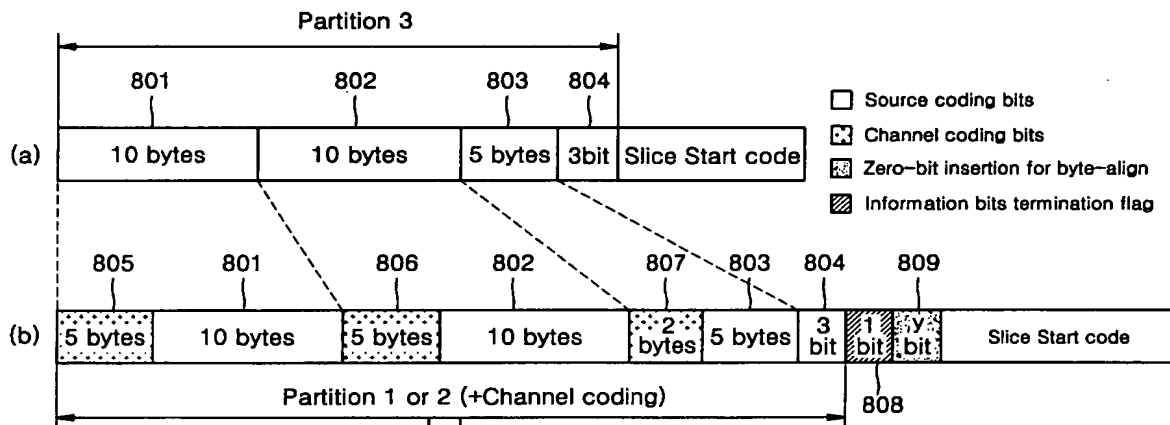 Partition 3
801 802 803 804
(a) 10 bytes 10 bytes 5 bytes 3bit Slice Start code
Source coding bits
Channel coding bits
Zero-bit insertion for byte-align
Information bits termination flag
805 801 806 802 807 803 804 809
(b) 5 bytes 10 bytes 5 bytes 10 bytes 2 bytes 5 bytes 3 bit 1 bit y bit Slice Start code
Partition 1 or 2 (+Channel coding)
808